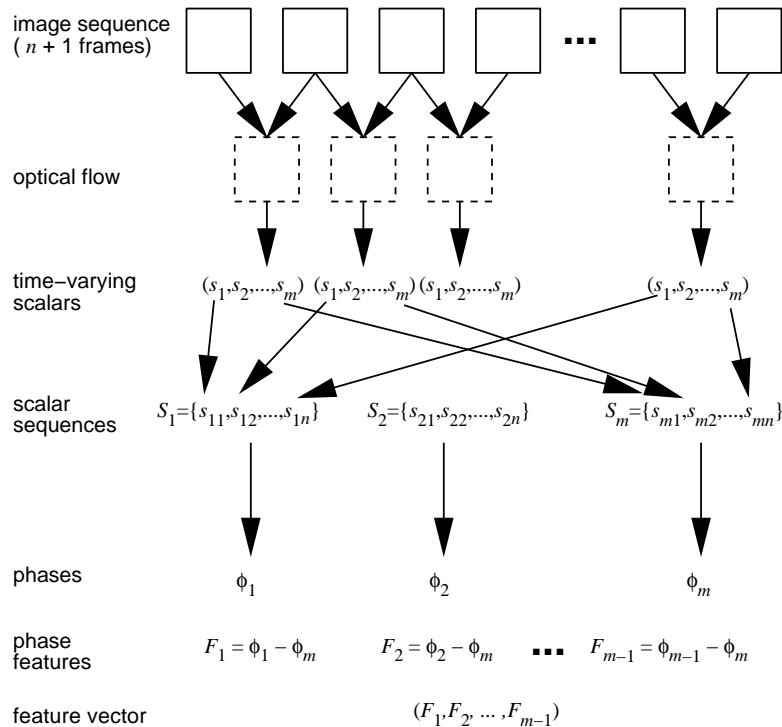 image sequence
( n + 1 frames)
optical flow
time−varying
scalars
(s₁,s₂,...,sₘ) (s₁,s₂,...,sₘ) (s₁,s₂,...,sₘ) (s₁,s₂,...,sₘ)
scalar
sequences
S₁={s₁₁,s₁₂,...,s₁ₙ} S₂={s₂₁,s₂₂,...,s₂ₙ} Sₘ={sₘ₁,sₘ₂,...,sₘₙ}
phases
ϕ₁ ϕ₂ ϕₘ
phase
features
F₁ = ϕ₁ − ϕₘ F₂ = ϕ₂ − ϕₘ ... Fₘ₋₁ = ϕₘ₋₁ − ϕₘ
feature vector
(F₁,F₂, ... ,Fₘ₋₁)